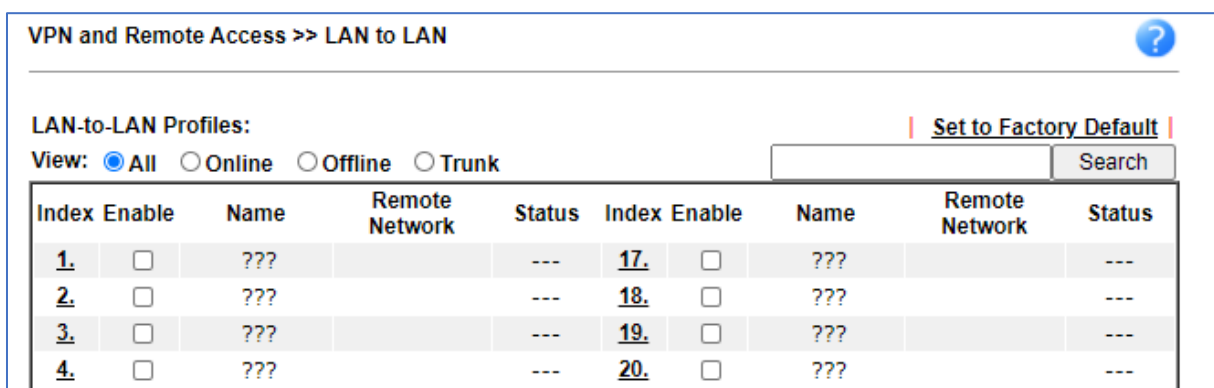 VPN and Remote Access >> LAN to LAN
?
LAN-to-LAN Profiles:
| Set to Factory Default |
View: All Online Offline Trunk
Search
Index Enable Name Remote Network Status Index Enable Name Remote Network Status
1. ??? --- 17. ??? ---
2. ??? --- 18. ??? ---
3. ??? --- 19. ??? ---
4. ??? --- 20. ??? ---